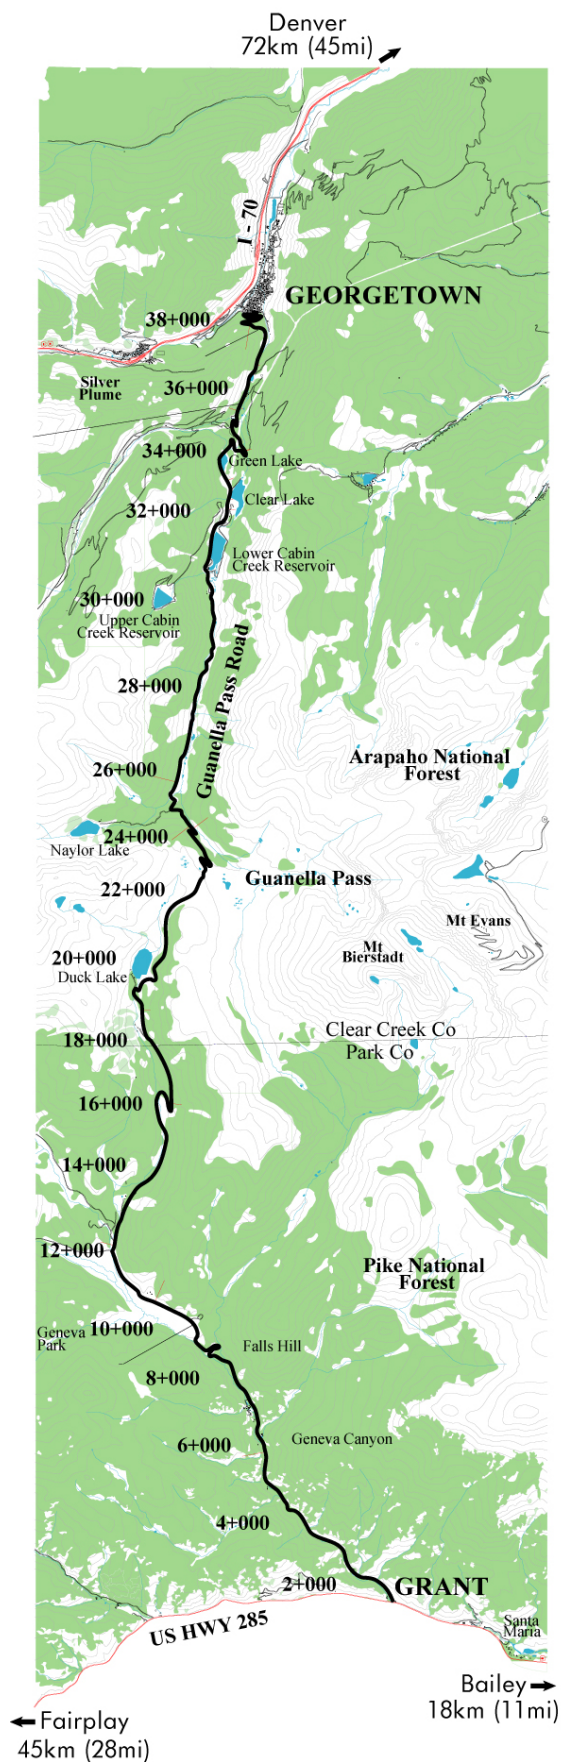 Denver
72km (45mi)
I - 70
GEORGETOWN
38+000
Silver
Plume
36+000
34+000
Green Lake
Clear Lake
32+000
Lower Cabin
Creek Reservoir
30+000
Upper Cabin
Creek Reservoir
Guanella Pass Road
28+000
Arapaho National
Forest
26+000
24+000
Naylor Lake
Guanella Pass
22+000
Mt Evans
Mt
Bierstadt
20+000
Duck Lake
Clear Creek Co
Park Co
18+000
16+000
14+000
12+000
Pike National
Forest
10+000
Geneva
Park
Falls Hill
8+000
Geneva Canyon
6+000
4+000
2+000
GRANT
US HWY 285
Santa
Maria
Bailey
18km (11mi)
Fairplay
45km (28mi)